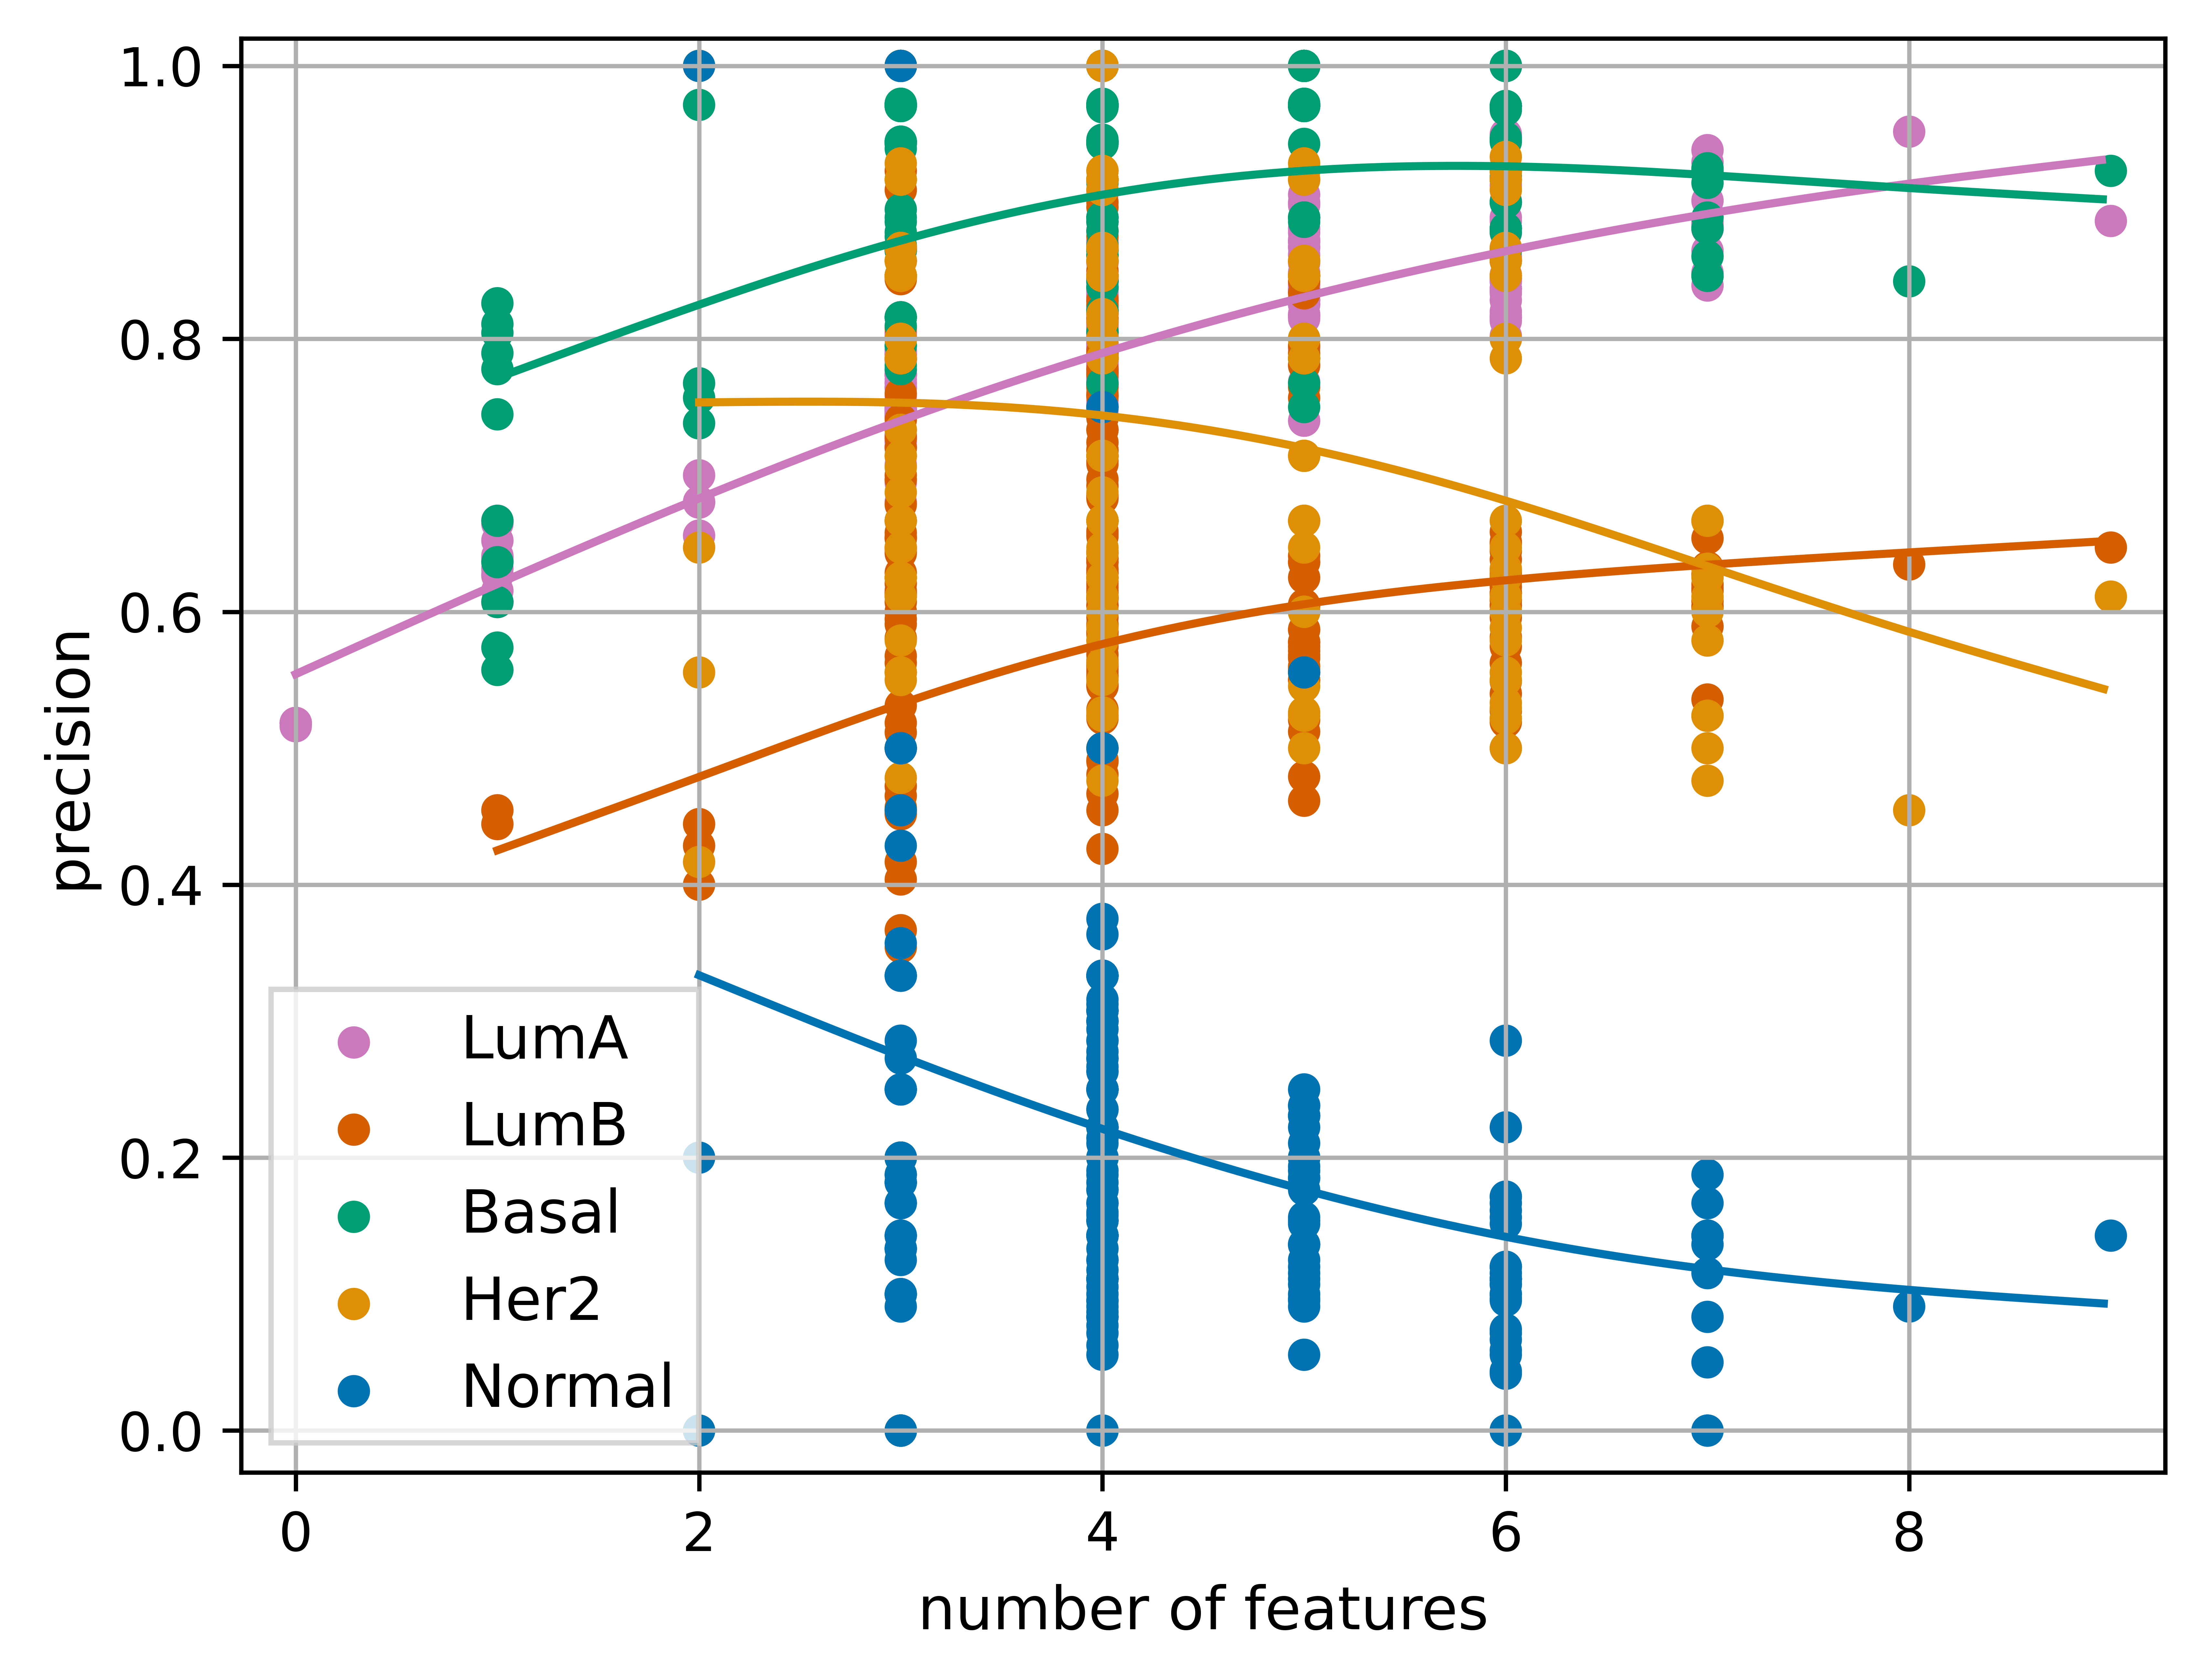 1.0
0.8
0.6
0.4
0.2
0.0
precision
LumA
LumB
Basal
Her2
Normal
0 2 4 6 8
number of features